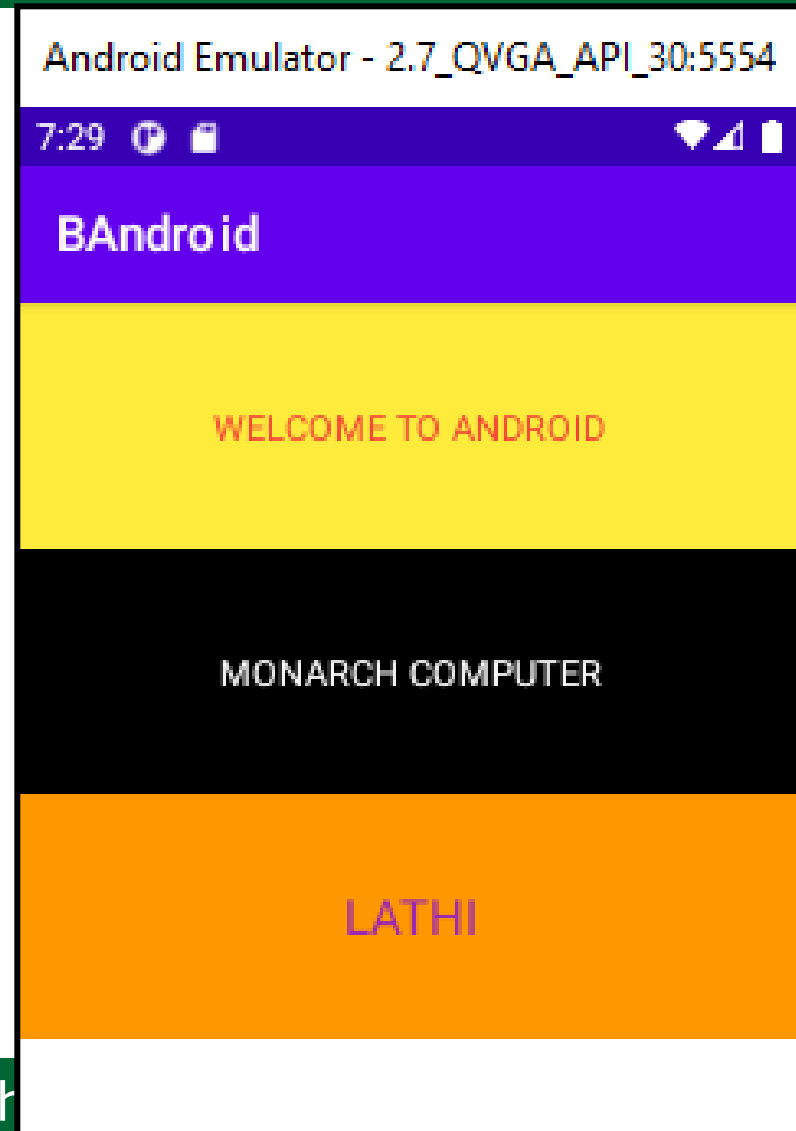 Android Emulator - 2.7_QVGA_API_30:5554
7:29
BAndroid
WELCOME TO ANDROID
MONARCH COMPUTER
LATHI